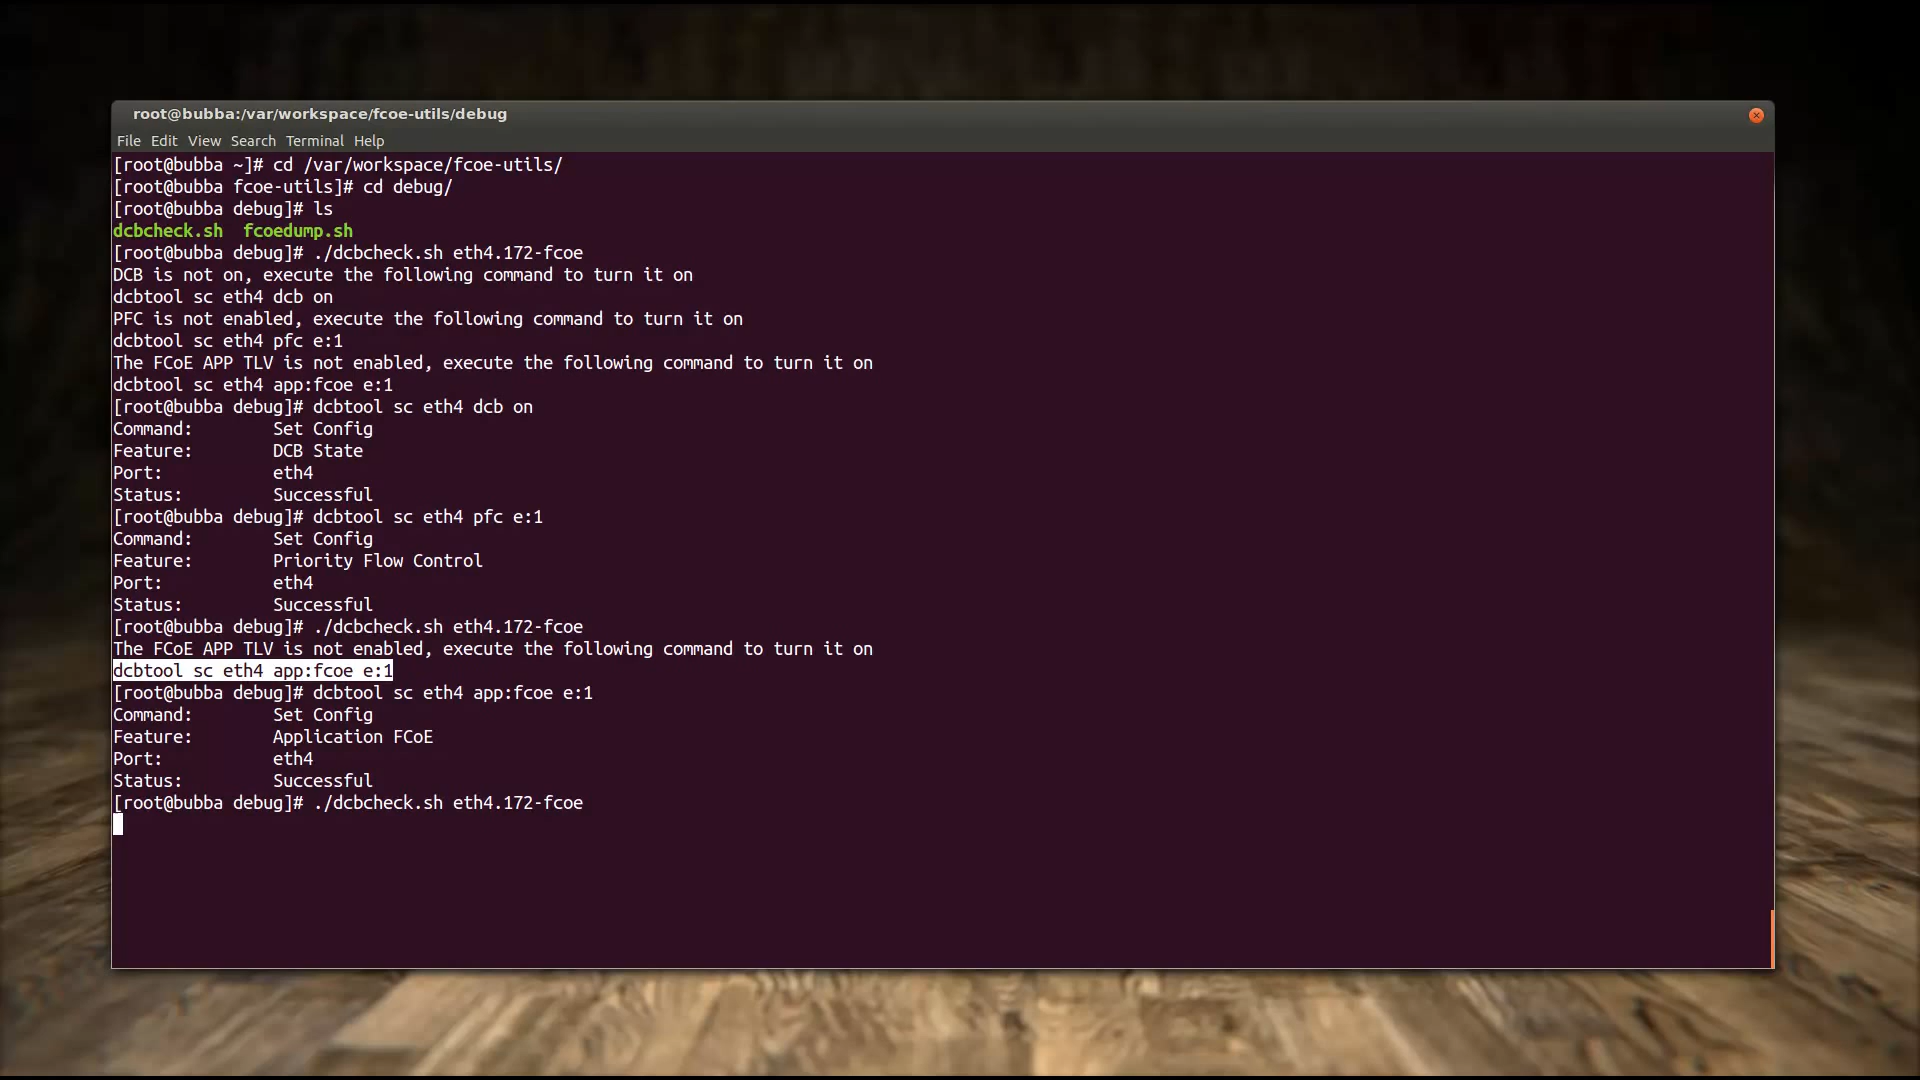 root@bubba:/var/workspace/fcoe-utils/debug
File Edit View Search Terminal Help
[root@bubba ~]# cd /var/workspace/fcoe-utils/
[root@bubba fcoe-utils]# cd debug/
[root@bubba debug]# ls
dcbcheck.sh  fcoedump.sh
[root@bubba debug]# ./dcbcheck.sh eth4.172-fcoe
DCB is not on, execute the following command to turn it on
dcbtool sc eth4 dcb on
PFC is not enabled, execute the following command to turn it on
dcbtool sc eth4 pfc e:1
The FCoE APP TLV is not enabled, execute the following command to turn it on
dcbtool sc eth4 app:fcoe e:1
[root@bubba debug]# dcbtool sc eth4 dcb on
Command:        Set Config
Feature:        DCB State
Port:           eth4
Status:         Successful
[root@bubba debug]# dcbtool sc eth4 pfc e:1
Command:        Set Config
Feature:        Priority Flow Control
Port:           eth4
Status:         Successful
[root@bubba debug]# ./dcbcheck.sh eth4.172-fcoe
The FCoE APP TLV is not enabled, execute the following command to turn it on
dcbtool sc eth4 app:fcoe e:1
[root@bubba debug]# dcbtool sc eth4 app:fcoe e:1
Command:        Set Config
Feature:        Application FCoE
Port:           eth4
Status:         Successful
[root@bubba debug]# ./dcbcheck.sh eth4.172-fcoe